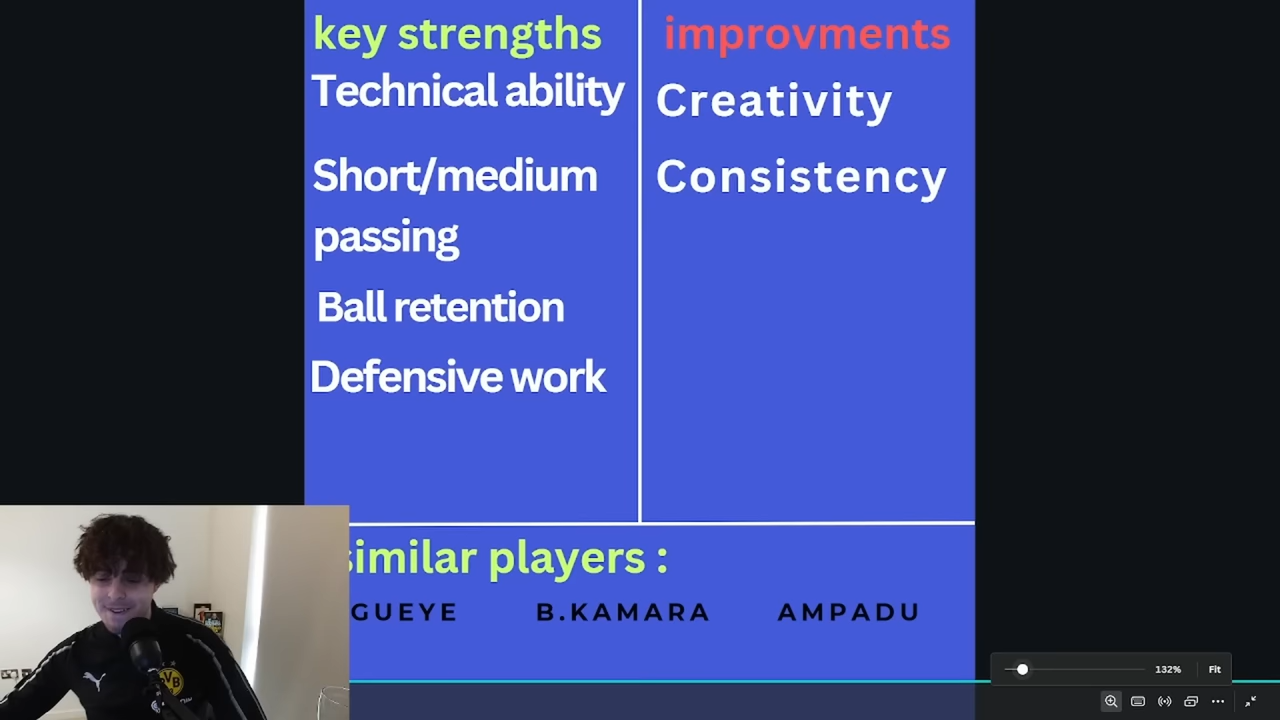 key strengths
improvments
Technical ability
Creativity
Short/medium
passing
Consistency
Ball retention
Defensive work
similar players :
GUEYE B.KAMARA AMPADU
132% Fit
BVB